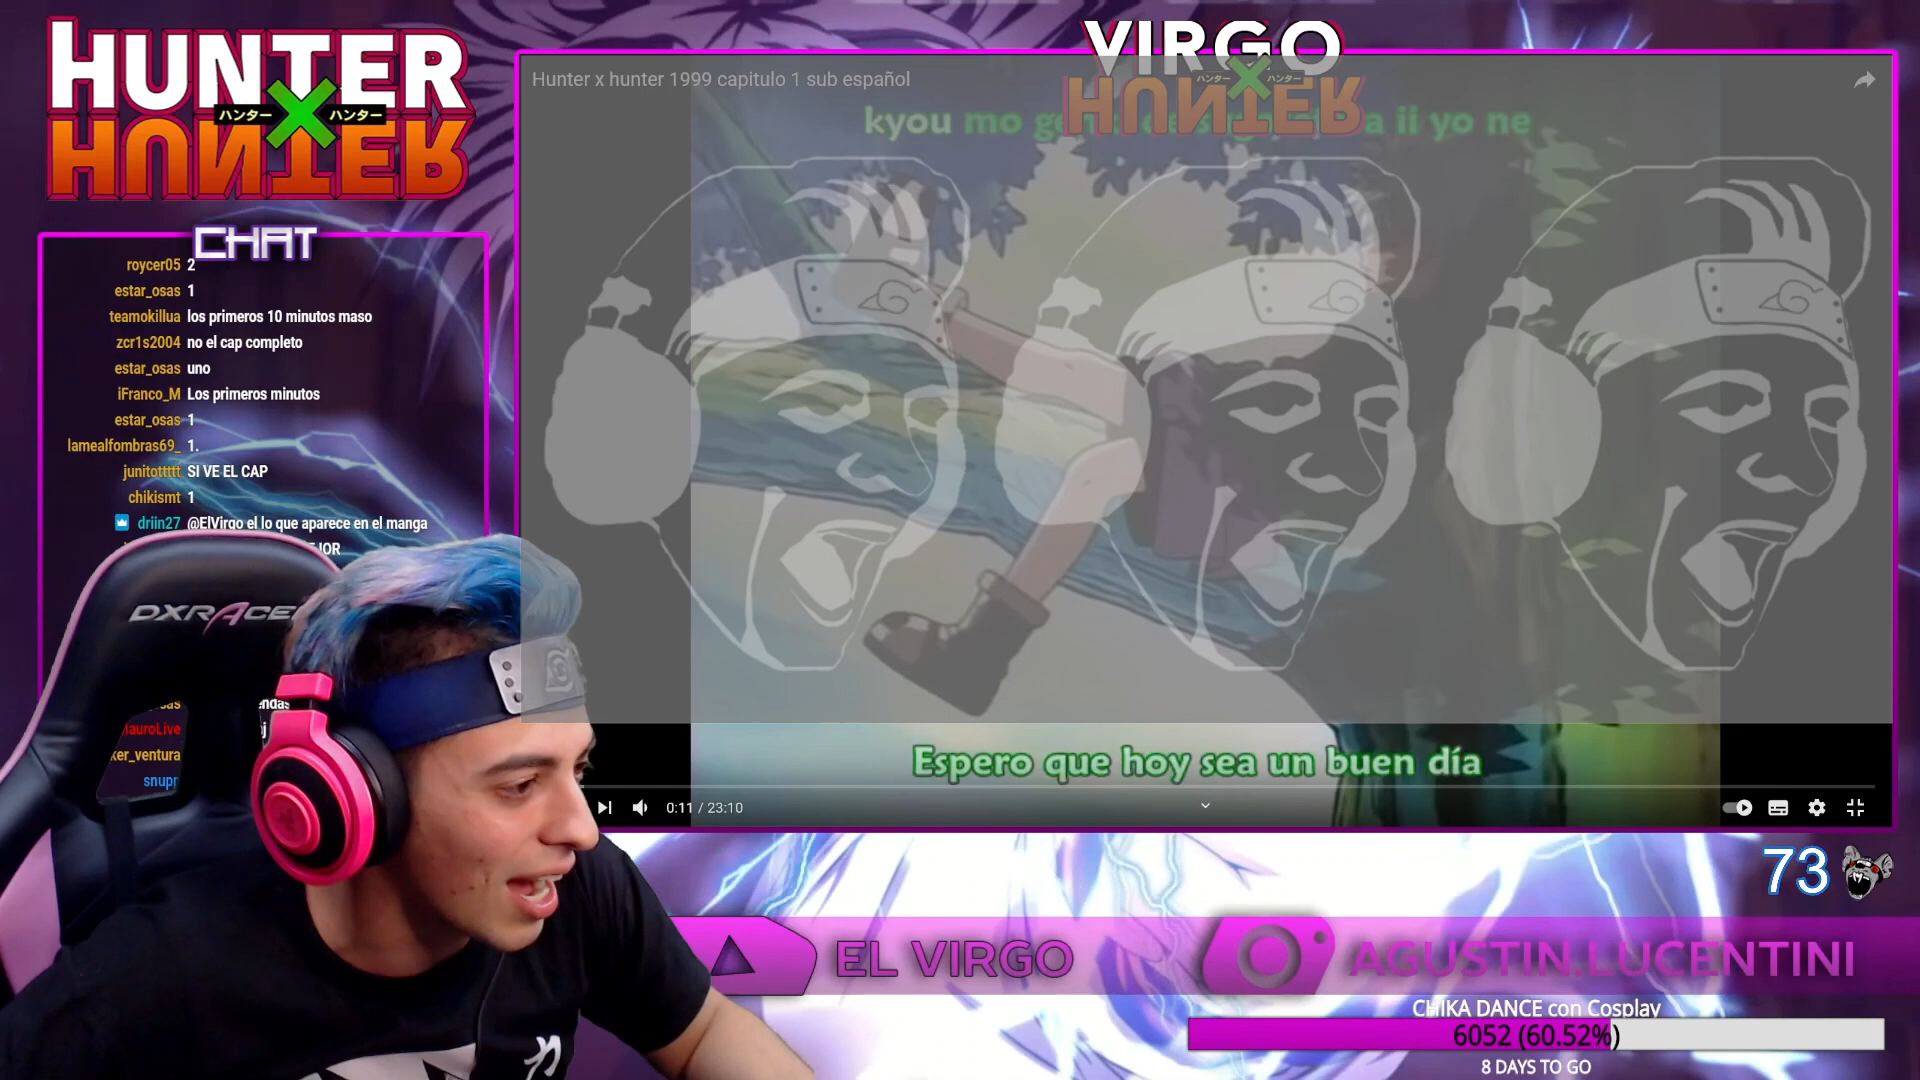 HUNTER
ハンター X ハンター
HUNTER
VIRGO
ハンター X ハンター
HUNTER
Hunter x hunter 1999 capitulo 1 sub español
kyou mo
ii yo ne
CHAT
roycer05 2
estar_osas 1
teamokillua los primeros 10 minutos maso
zcr1s2004 no el cap completo
estar_osas uno
iFranco_M Los primeros minutos
estar_osas 1
lamealfombras69_ 1.
junitottttt SI VE EL CAP
chikismt 1
driin27 @ElVirgo el lo que aparece en el manga
DXRACE
auroLive
ker_ventura
snupr
Espero que hoy sea un buen día
0:11 / 23:10
73
EL VIRGO
AGUSTIN.LUCENTINI
CHIKA DANCE con Cosplay
6052 (60.52%)
8 DAYS TO GO